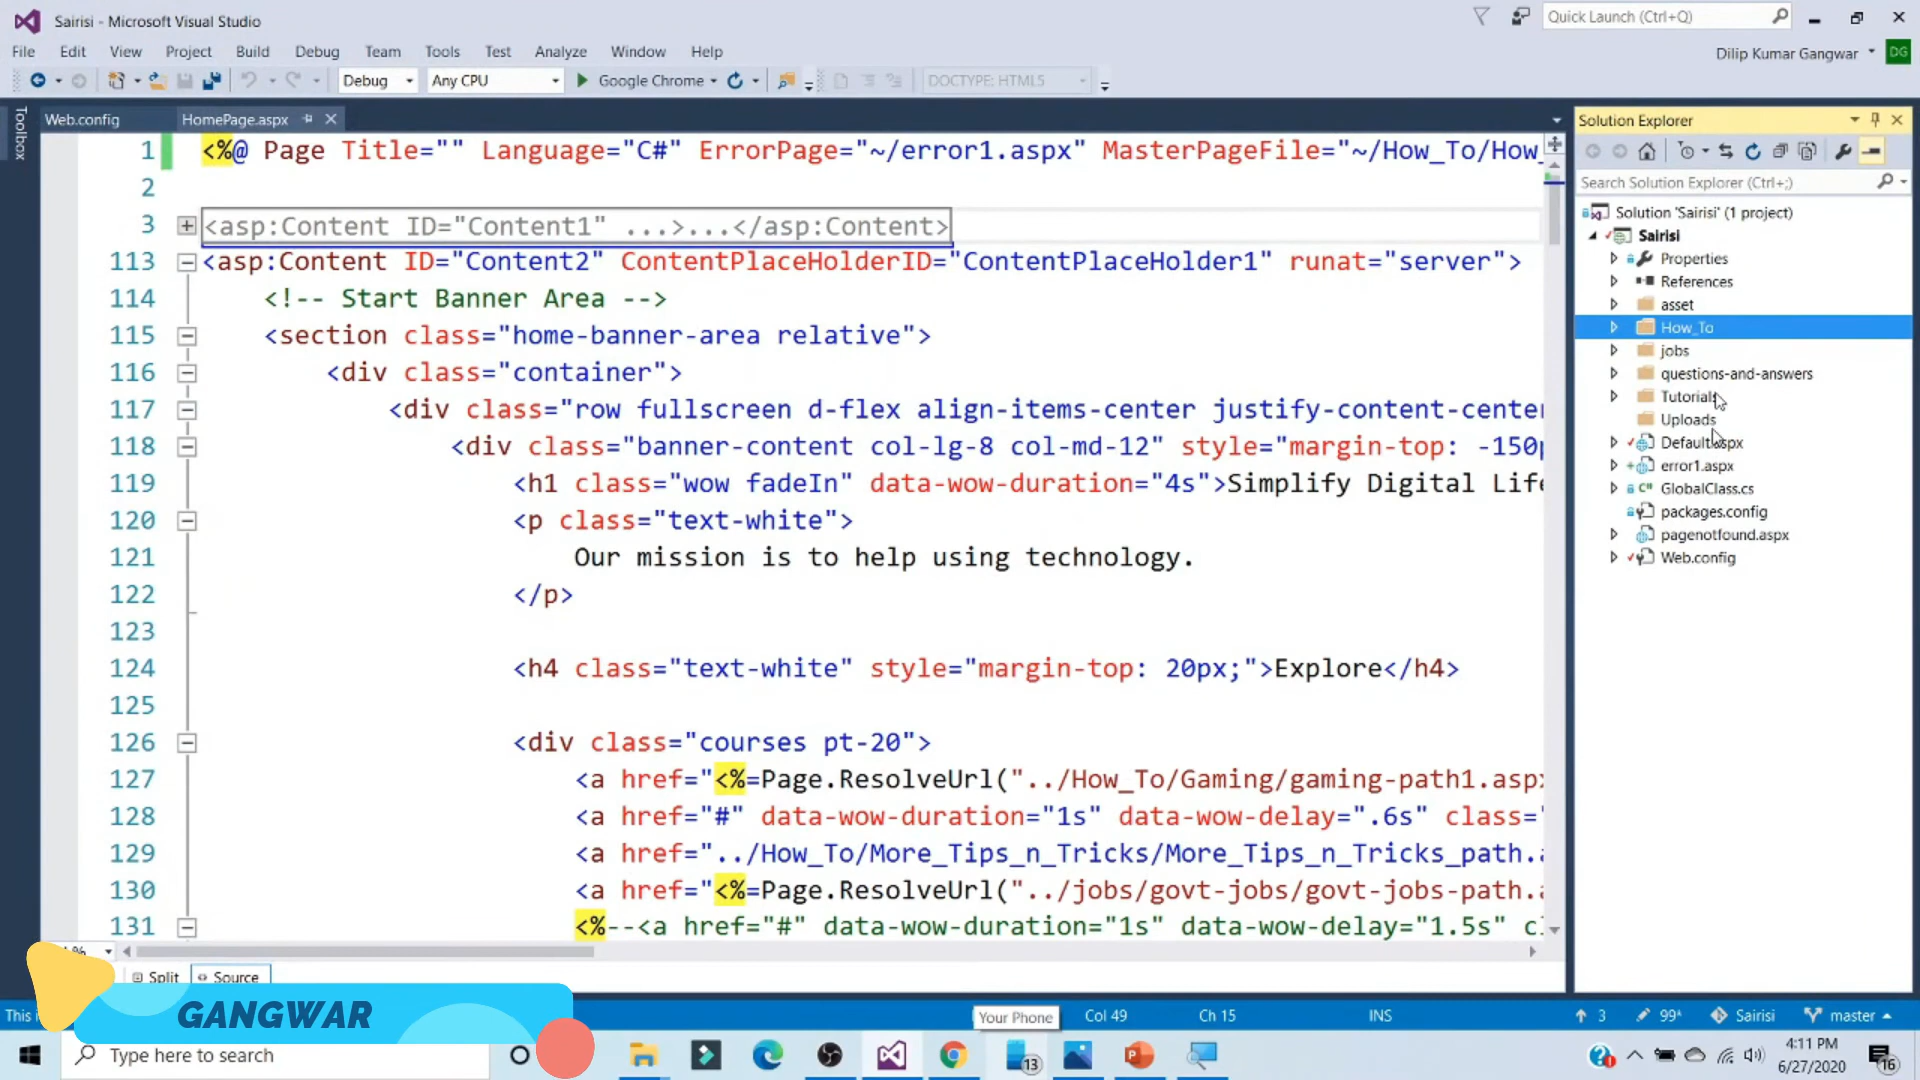 Sairisi - Microsoft Visual Studio
Quick Launch (Ctrl+Q)
File Edit View Project Build Debug Team Tools Test Analyze Window Help
Dilip Kumar Gangwar DG
Debug Any CPU Google Chrome DOCTYPE: HTML5
Toolbox
Web.config HomePage.aspx
1 <%@ Page Title="" Language="C#" ErrorPage="~/error1.aspx" MasterPageFile="~/How_To/How_
2
3 <asp:Content ID="Content1" ...>...</asp:Content>
113 <asp:Content ID="Content2" ContentPlaceHolderID="ContentPlaceHolder1" runat="server">
114 <!-- Start Banner Area -->
115 <section class="home-banner-area relative">
116 <div class="container">
117 <div class="row fullscreen d-flex align-items-center justify-content-center
118 <div class="banner-content col-lg-8 col-md-12" style="margin-top: -150p
119 <h1 class="wow fadeIn" data-wow-duration="4s">Simplify Digital Life
120 <p class="text-white">
121 Our mission is to help using technology.
122 </p>
123
124 <h4 class="text-white" style="margin-top: 20px;">Explore</h4>
125
126 <div class="courses pt-20">
127 <a href="<%=Page.ResolveUrl("../How_To/Gaming/gaming-path1.asp
128 <a href="#" data-wow-duration="1s" data-wow-delay=".6s" class="
129 <a href="../How_To/More_Tips_n_Tricks/More_Tips_n_Tricks_path.a
130 <a href="<%=Page.ResolveUrl("../jobs/govt-jobs/govt-jobs-path.a
131 <%--<a href="#" data-wow-duration="1s" data-wow-delay="1.5s" c
%
Split Source
Solution Explorer
Search Solution Explorer (Ctrl+;)
Solution 'Sairisi' (1 project)
Sairisi
Properties
References
asset
How_To
jobs
questions-and-answers
Tutorials
Uploads
Default.aspx
error1.aspx
GlobalClass.cs
packages.config
pagenotfound.aspx
Web.config
GANGWAR
This Your Phone Col 49 Ch 15 INS 3 99* Sairisi master
Type here to search
13
4:11 PM
6/27/2020
16